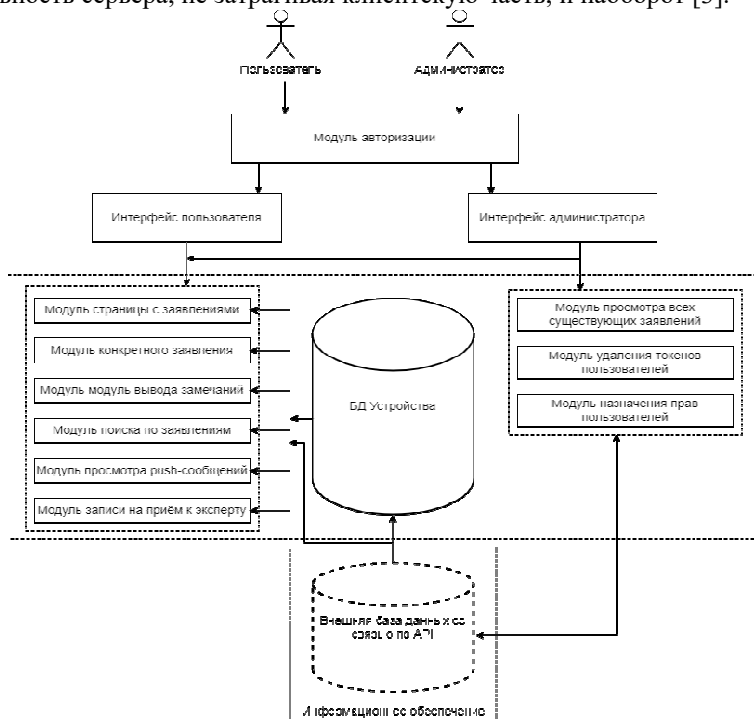 ьность сервера, не затрагивая клиентскую часть, и наоборот [3].
Пользователь
Администратор
Модуль авторизации
Интерфейс пользователя
Интерфейс администратора
Модуль страницы с заявлениями
Модуль конкретного заявления
Модуль модуль вывода замечаний
Модуль поиска по заявлениям
Модуль просмотра push-сообщений
Модуль записи на приём к эксперту
БД Устройства
Модуль просмотра всех
существующих заявлений
Модуль удаления токенов
пользователей
Модуль назначения прав
пользователей
Внешняя база данных со
связью по API
Информационное обеспечение